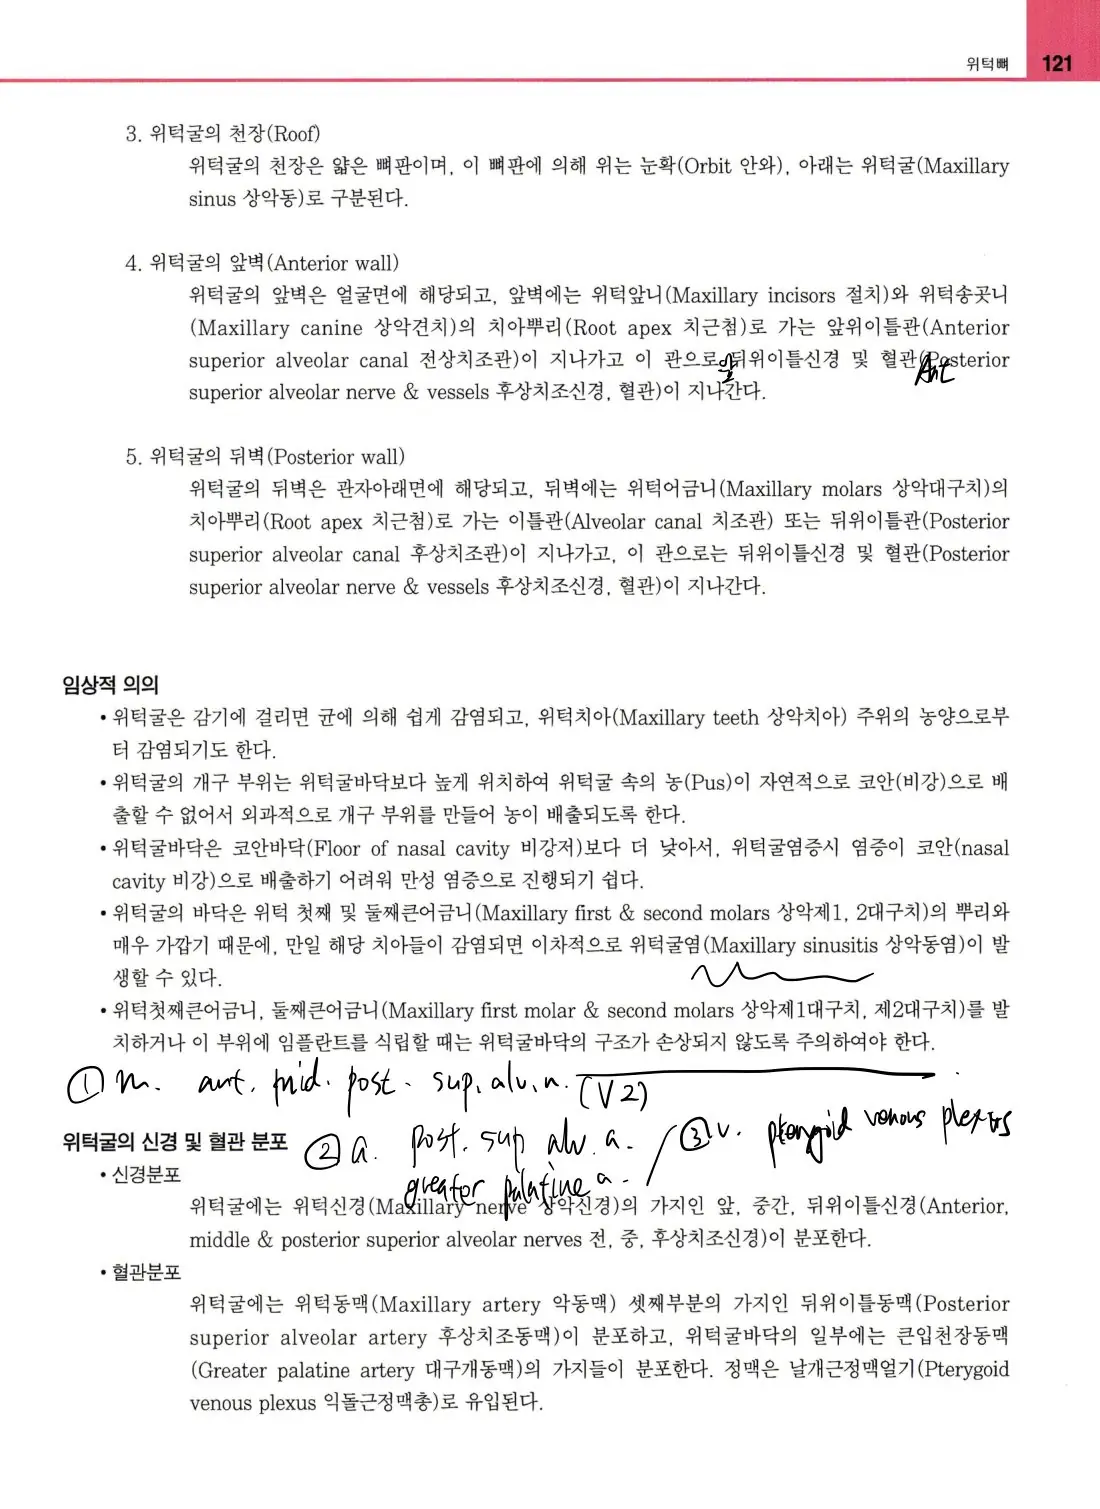 위턱뼈 121
3. 위턱굴의 천장(Roof)
위턱굴의 천장은 얇은 뼈판이며, 이 뼈판에 의해 위는 눈확(Orbit 안와), 아래는 위턱굴(Maxillary
sinus 상악동)로 구분된다.
4. 위턱굴의 앞벽(Anterior wall)
위턱굴의 앞벽은 얼굴면에 해당되고, 앞벽에는 위턱앞니(Maxillary incisors 절치)와 위턱송곳니
(Maxillary canine 상악견치)의 치아뿌리(Root apex 치근첨)로 가는 앞위이틀관(Anterior
superior alveolar canal 전상치조관)이 지나가고 이 관으로 뒤위이틀신경 및 혈관(Posterior
앞 Ant
superior alveolar nerve & vessels 후상치조신경, 혈관)이 지나간다.
5. 위턱굴의 뒤벽(Posterior wall)
위턱굴의 뒤벽은 관자아래면에 해당되고, 뒤벽에는 위턱어금니(Maxillary molars 상악대구치)의
치아뿌리(Root apex 치근첨)로 가는 이틀관(Alveolar canal 치조관) 또는 뒤위이틀관(Posterior
superior alveolar canal 후상치조관)이 지나가고, 이 관으로는 뒤위이틀신경 및 혈관(Posterior
superior alveolar nerve & vessels 후상치조신경, 혈관)이 지나간다.
임상적 의의
• 위턱굴은 감기에 걸리면 균에 의해 쉽게 감염되고, 위턱치아(Maxillary teeth 상악치아) 주위의 농양으로부
터 감염되기도 한다.
• 위턱굴의 개구 부위는 위턱굴바닥보다 높게 위치하여 위턱굴 속의 농(Pus)이 자연적으로 코안(비강)으로 배
출할 수 없어서 외과적으로 개구 부위를 만들어 농이 배출되도록 한다.
• 위턱굴바닥은 코안바닥(Floor of nasal cavity 비강저)보다 더 낮아서, 위턱굴염증시 염증이 코안(nasal
cavity 비강)으로 배출하기 어려워 만성 염증으로 진행되기 쉽다.
• 위턱굴의 바닥은 위턱 첫째 및 둘째큰어금니(Maxillary first & second molars 상악제1, 2대구치)의 뿌리와
매우 가깝기 때문에, 만일 해당 치아들이 감염되면 이차적으로 위턱굴염(Maxillary sinusitis 상악동염)이 발
생할 수 있다.
• 위턱첫째큰어금니, 둘째큰어금니(Maxillary first molar & second molars 상악제1대구치, 제2대구치)를 발
치하거나 이 부위에 임플란트를 식립할 때는 위턱굴바닥의 구조가 손상되지 않도록 주의하여야 한다.
① n. ant. mid. post. sup. alv. n. (V2)
위턱굴의 신경 및 혈관 분포 ② a. post. sup alv. a. / ③ v. pterygoid venous plexus
greater palatine a.
• 신경분포
위턱굴에는 위턱신경(Maxillary nerve 상악신경)의 가지인 앞, 중간, 뒤위이틀신경(Anterior,
middle & posterior superior alveolar nerves 전, 중, 후상치조신경)이 분포한다.
• 혈관분포
위턱굴에는 위턱동맥(Maxillary artery 악동맥) 셋째부분의 가지인 뒤위이틀동맥(Posterior
superior alveolar artery 후상치조동맥)이 분포하고, 위턱굴바닥의 일부에는 큰입천장동맥
(Greater palatine artery 대구개동맥)의 가지들이 분포한다. 정맥은 날개근정맥얼기(Pterygoid
venous plexus 익돌근정맥총)로 유입된다.